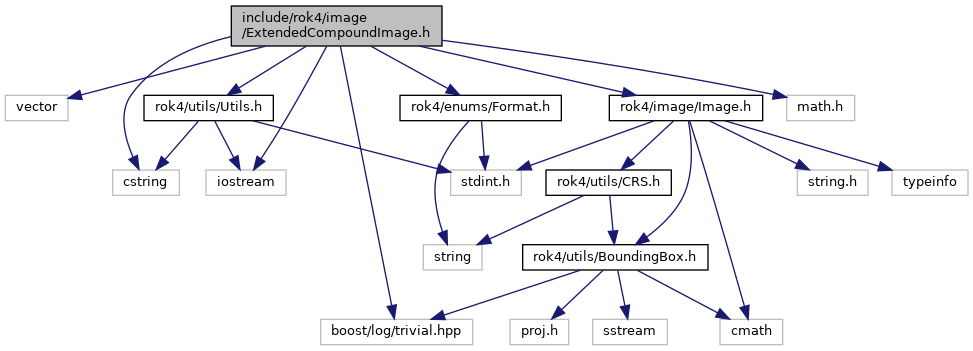 include/rok4/image
/ExtendedCompoundImage.h
vector
rok4/utils/Utils.h
rok4/enums/Format.h
rok4/image/Image.h
math.h
cstring
iostream
stdint.h
rok4/utils/CRS.h
string.h
typeinfo
string
rok4/utils/BoundingBox.h
boost/log/trivial.hpp
proj.h
sstream
cmath